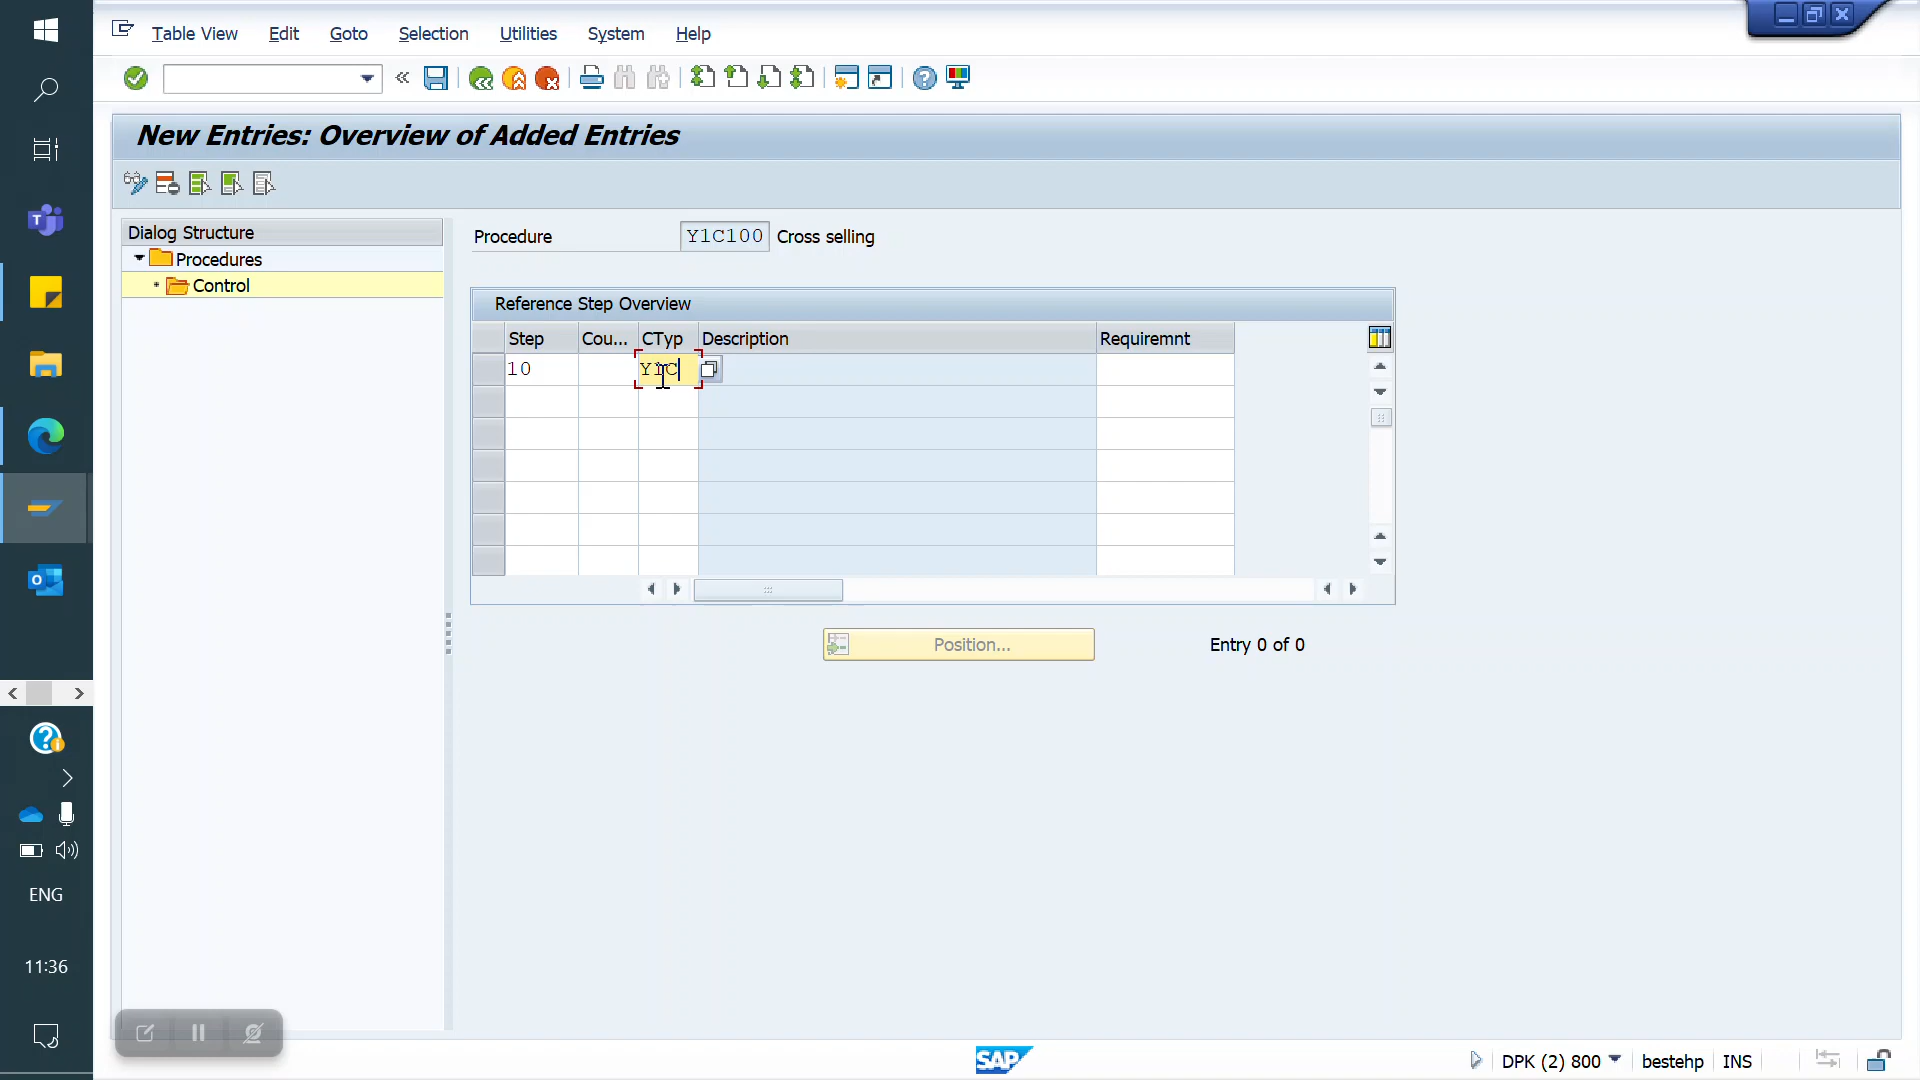 Table View Edit Goto Selection Utilities System Help
New Entries: Overview of Added Entries
Dialog Structure
Procedures
Control
Procedure Y1C100 Cross selling
Reference Step Overview
Step Cou... CTyp Description Requiremnt
10 Y1C
Position... Entry 0 of 0
ENG
11:36
SAP DPK (2) 800 bestehp INS